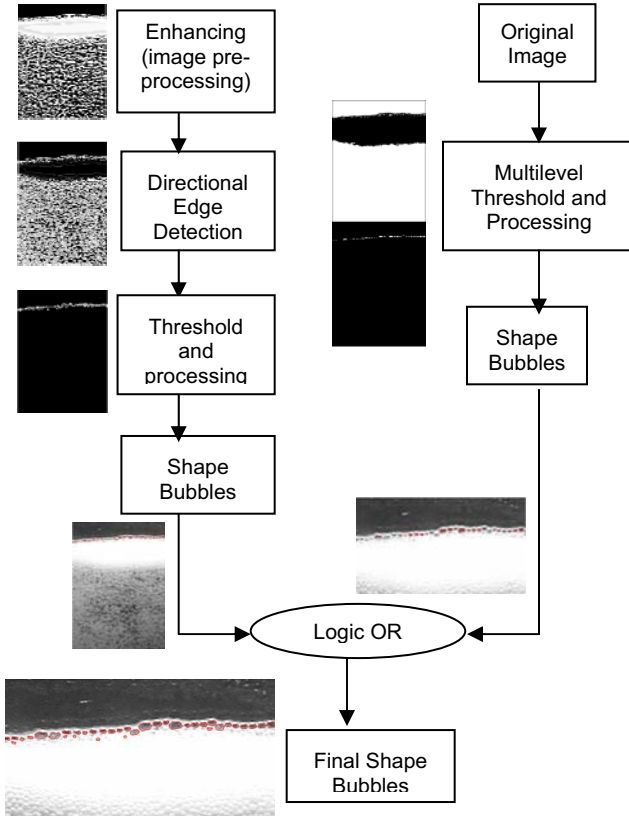 Enhancing
(image pre-
processing)
Original
Image
Directional
Edge
Detection
Multilevel
Threshold and
Processing
Threshold
and
processing
Shape
Bubbles
Shape
Bubbles
Logic OR
Final Shape
Bubbles